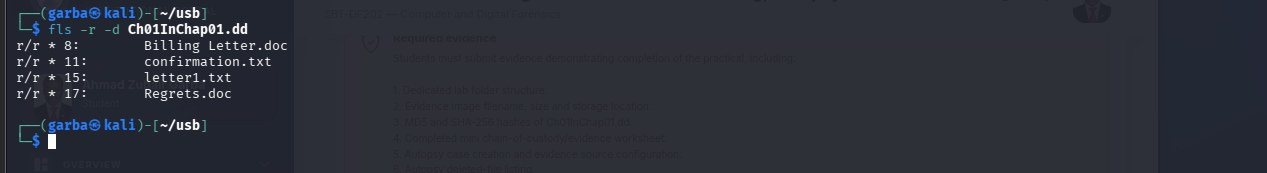 ┌──(garba㉿kali)-[~/usb]
└─$ fls -r -d Ch01InChap01.dd
r/r * 8:        Billing Letter.doc
r/r * 11:       confirmation.txt
r/r * 15:       letter1.txt
r/r * 17:       Regrets.doc
┌──(garba㉿kali)-[~/usb]
└─$
Required evidence
Students must submit evidence demonstrating completion of the practical, including:
1. Dedicated lab folder structure
2. Evidence image filename, size and storage location
3. MD5 and SHA-256 hashes of Ch01InChap01.dd
4. Completed mini chain-of-custody/evidence worksheet
5. Autopsy case creation and evidence source configuration
OVERVIEW